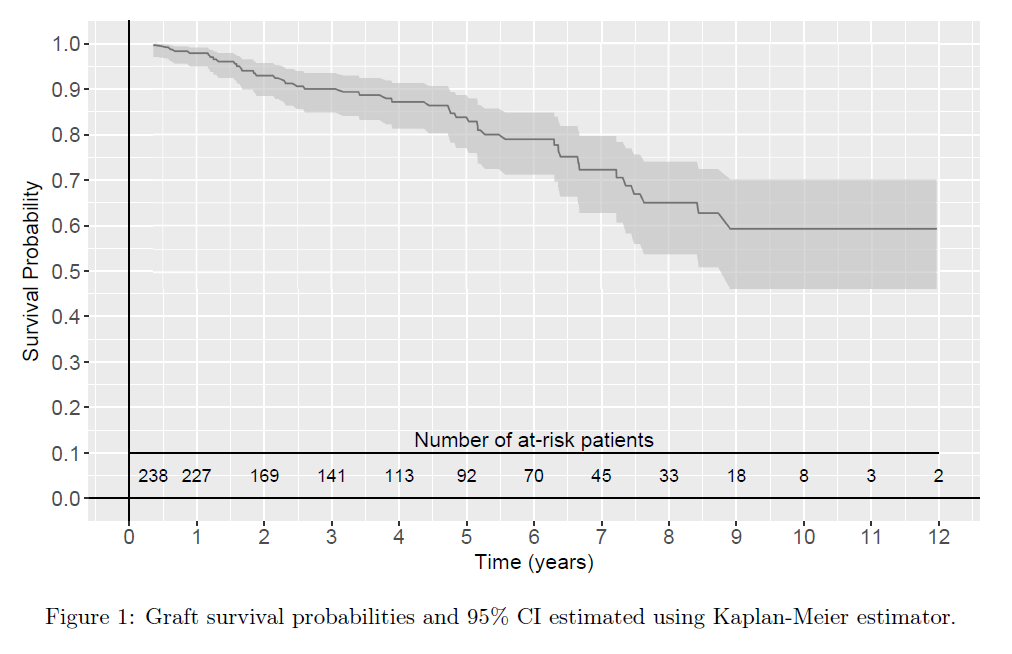 1.0
0.9
0.8
0.7
0.6
0.5
0.4
0.3
0.2
0.1
0.0
Survival Probability
Number of at-risk patients
238 227 169 141 113 92 70 45 33 18 8 3 2
0 1 2 3 4 5 6 7 8 9 10 11 12
Time (years)
Figure 1: Graft survival probabilities and 95% CI estimated using Kaplan-Meier estimator.